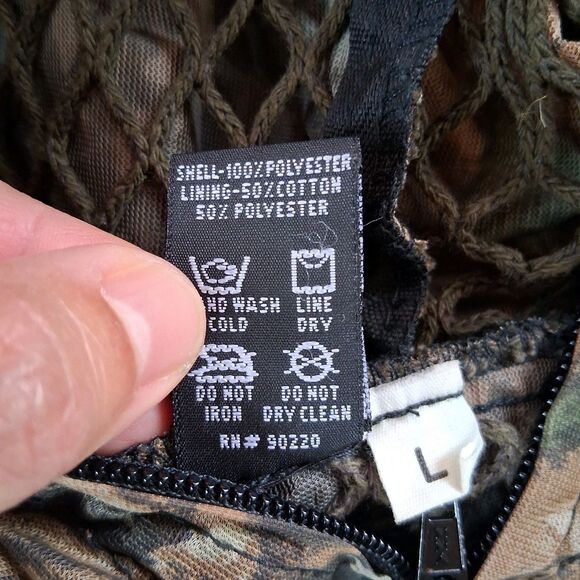 SHELL-100%POLYESTER
LINING-50%COTTON
50% POLYESTER
ND WASH LINE
COLD DRY
DO NOT DO NOT
IRON DRY CLEAN
RN# 90220
L